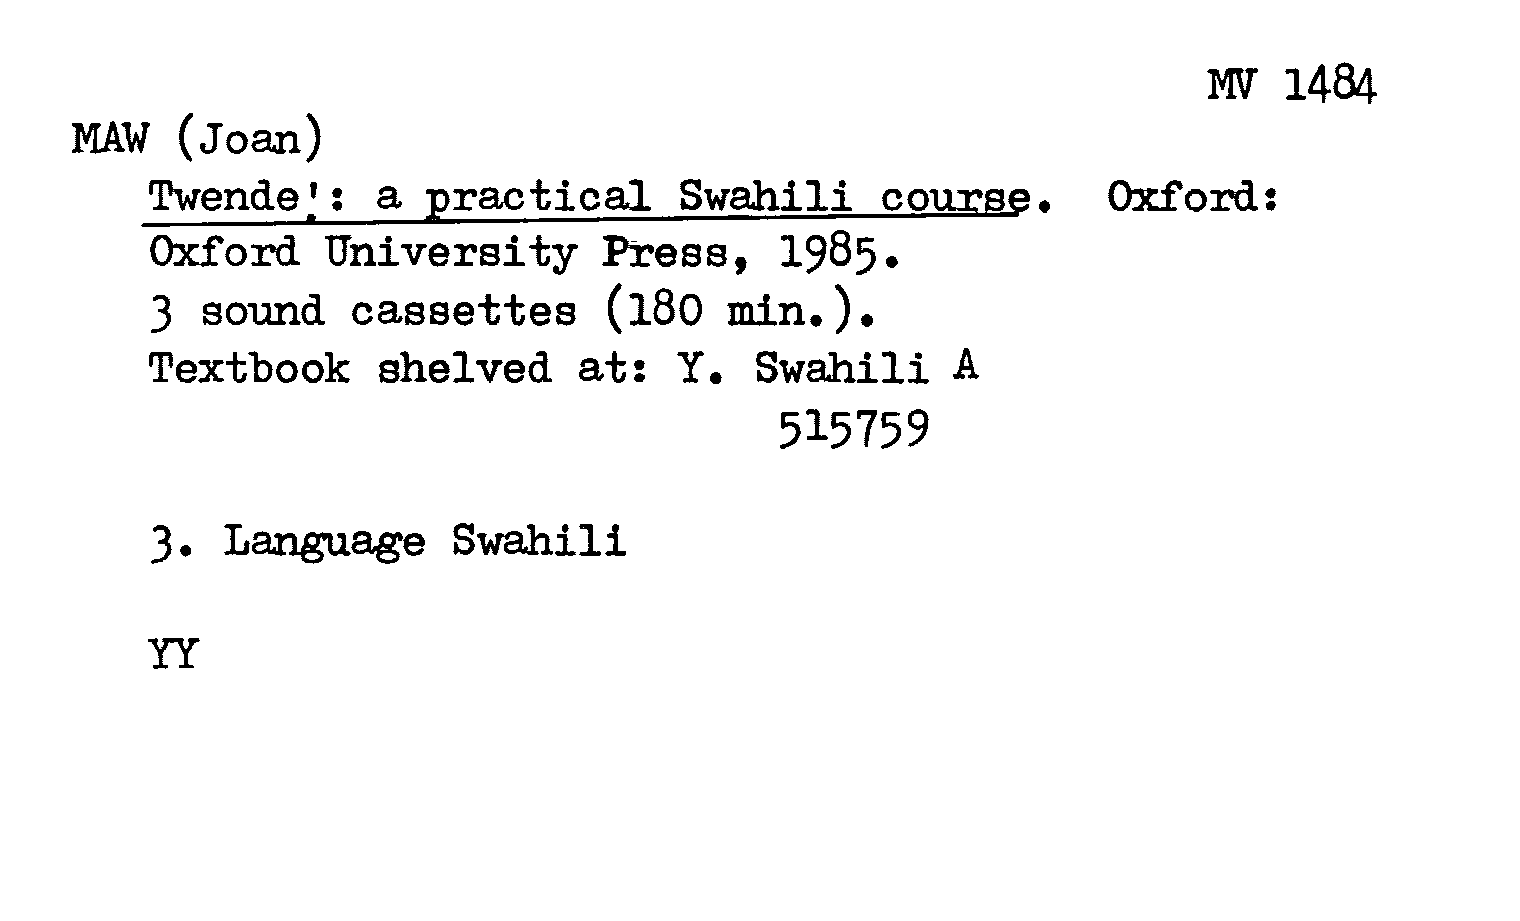 MV 1484
MAW (Joan)
Twende!: a practical Swahili course. Oxford:
Oxford University Press, 1985.
3 sound cassettes (180 min.).
Textbook shelved at: Y. Swahili A
515759
3. Language Swahili
YY